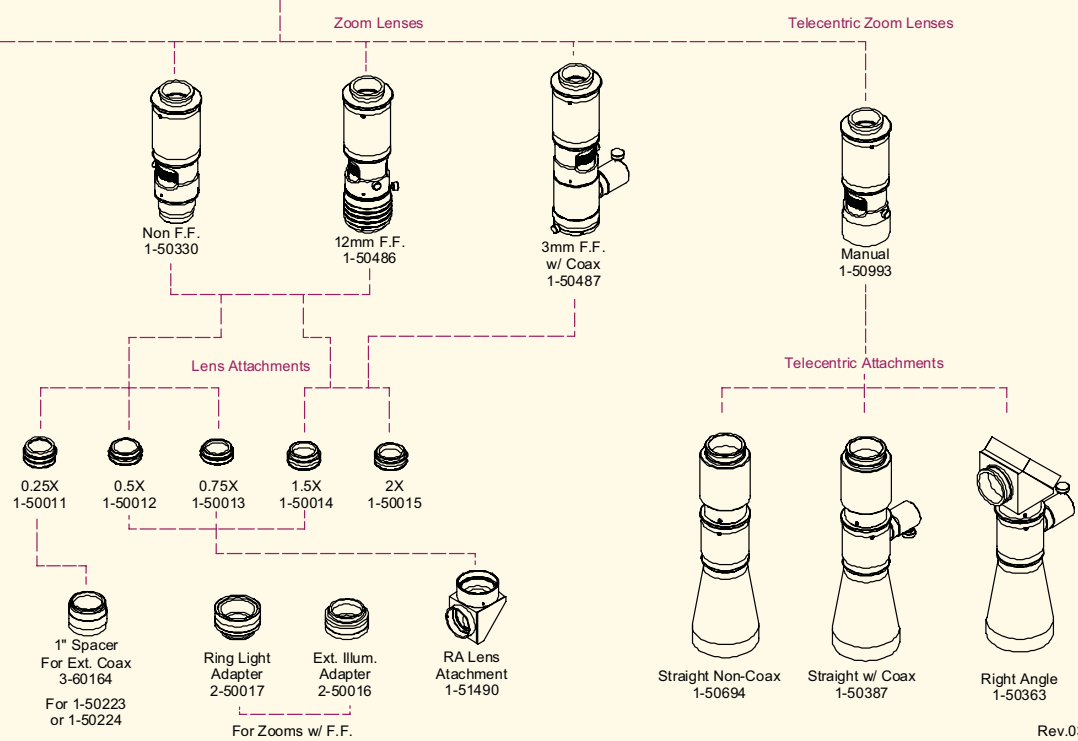 Zoom Lenses
Telecentric Zoom Lenses
Non F.F.
1-50330
12mm F.F.
1-50486
3mm F.F.
w/ Coax
1-50487
Manual
1-50993
Lens Attachments
Telecentric Attachments
0.25X
1-50011
0.5X
1-50012
0.75X
1-50013
1.5X
1-50014
2X
1-50015
1" Spacer
For Ext. Coax
3-60164
For 1-50223
or 1-50224
Ring Light
Adapter
2-50017
Ext. Illum.
Adapter
2-50016
For Zooms w/ F.F.
RA Lens
Atachment
1-51490
Straight Non-Coax
1-50694
Straight w/ Coax
1-50387
Right Angle
1-50363